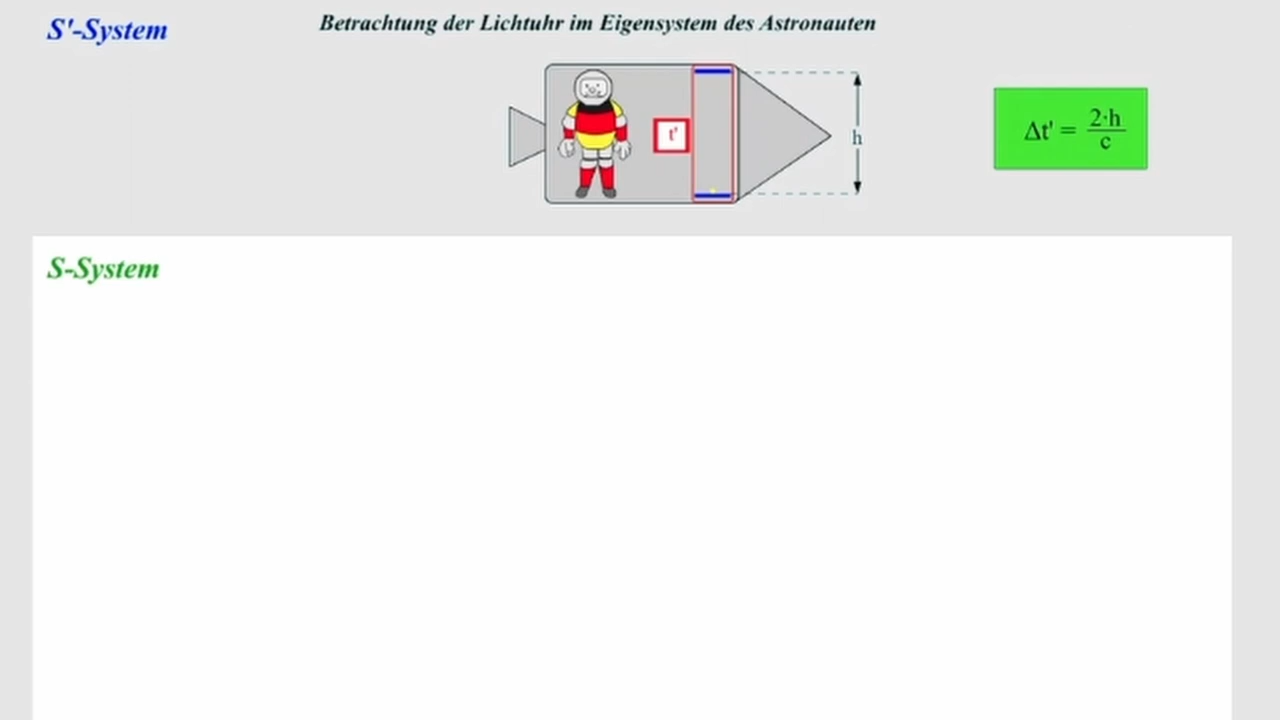 S'-System
Betrachtung der Lichtuhr im Eigensystem des Astronauten
t'
h
Δt' = 2·h / c
S-System